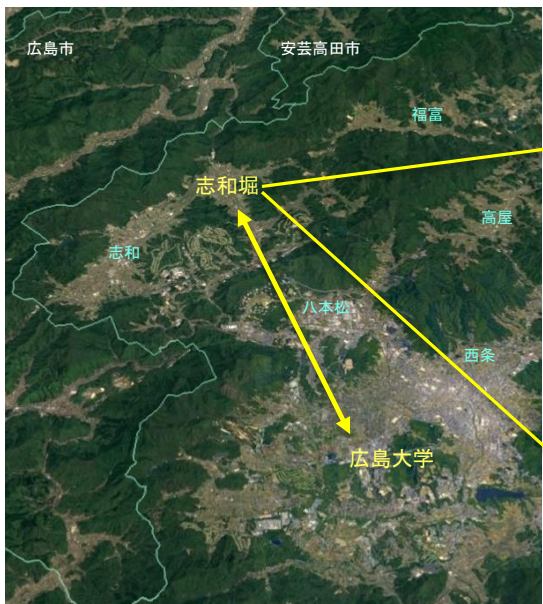 広島市
安芸高田市
福富
志和堀
高屋
志和
八本松
西条
広島大学